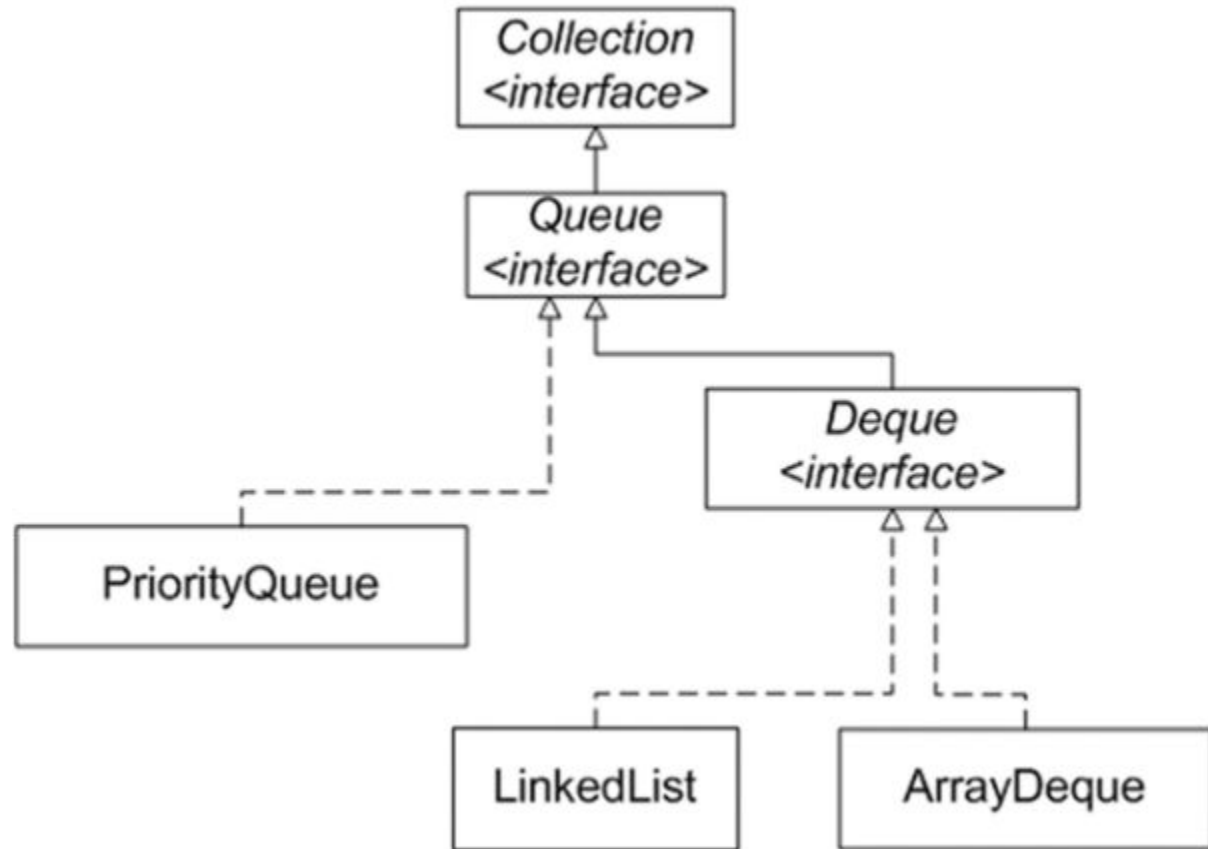 Collection
<interface>
Queue
<interface>
Deque
<interface>
PriorityQueue
LinkedList
ArrayDeque